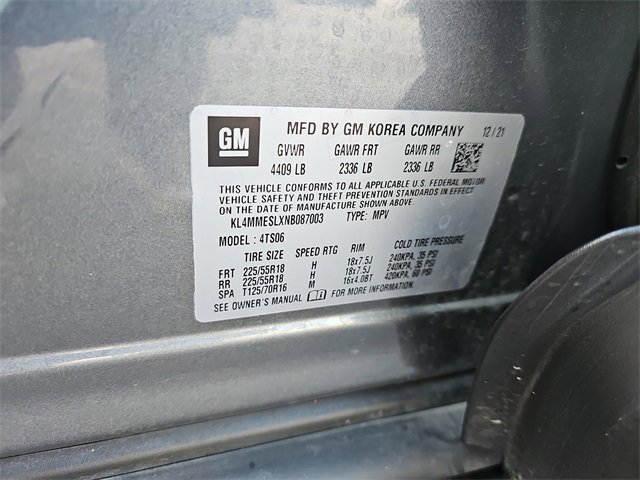 GM MFD BY GM KOREA COMPANY 12/21
GVWR GAWR FRT GAWR RR
4409 LB 2336 LB 2336 LB
THIS VEHICLE CONFORMS TO ALL APPLICABLE U.S. FEDERAL MOTOR
VEHICLE SAFETY AND THEFT PREVENTION STANDARDS IN EFFECT
ON THE DATE OF MANUFACTURE SHOWN ABOVE.
KL4MMESLXNB087003 TYPE: MPV
MODEL: 4TS06
TIRE SIZE SPEED RTG RIM COLD TIRE PRESSURE
FRT 225/55R18 H 18x7.5J 240KPA, 35 PSI
RR 225/55R18 H 18x7.5J 240KPA, 35 PSI
SPA T125/70R16 M 16x4.0BT 420KPA, 60 PSI
SEE OWNER'S MANUAL FOR MORE INFORMATION